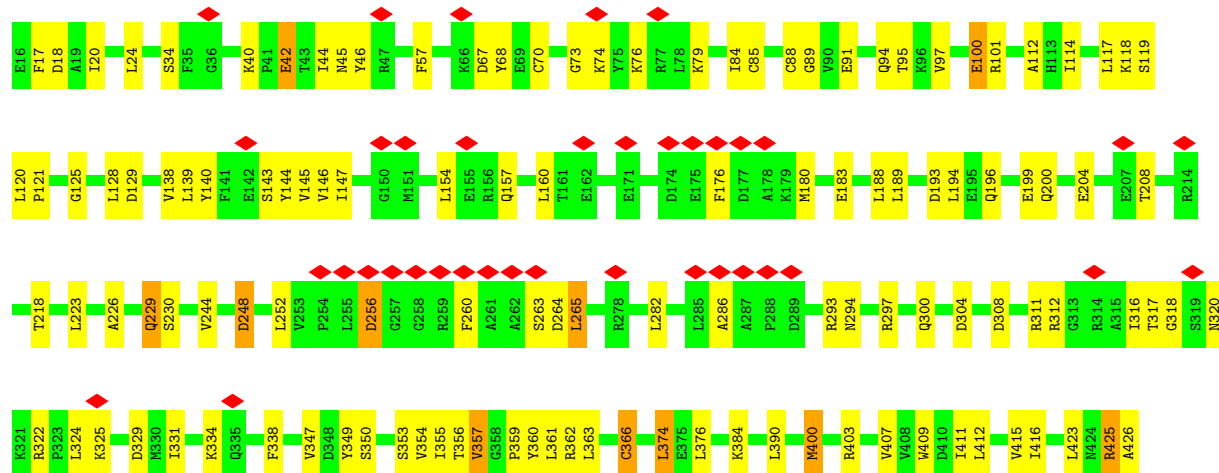 E16 F17 D18 A19 I20 L24 S34 F35 G36 K40 P41 E42 T43 I44 N45 Y46 R47 F57 K66 D67 Y68 E69 C70 G73 K74 Y75 K76 R77 L78 K79 I84 C85 C88 G89 V90 E91 Q94 T95 K96 V97 E100 R101 A112 H113 I114 L117 K118 S119
L120 P121 G125 L128 D129 V138 L139 Y140 F141 E142 S143 Y144 V145 V146 I147 G150 M151 L154 E155 R156 Q157 L160 T161 E162 E171 D174 E175 F176 D177 A178 K179 M180 E183 L188 L189 D193 L194 E195 Q196 E199 Q200 E204 E207 T208 R214
T218 L223 A226 Q229 S230 V244 D248 L252 V253 P254 L255 D256 G257 G258 R259 F260 A261 A262 S263 D264 L265 R278 L282 L285 A286 A287 P288 D289 R293 N294 R297 Q300 D304 D308 R311 R312 G313 R314 A315 I316 T317 G318 S319 N320
K321 R322 P323 L324 K325 D329 M330 I331 K334 Q335 F338 V347 D348 Y349 S350 S353 V354 I355 T356 V357 G358 P359 Y360 L361 R362 L363 C366 L374 E375 L376 K384 L390 M400 R403 V407 V408 V409 D410 I411 L412 V415 I416 L423 N424 R425 A426